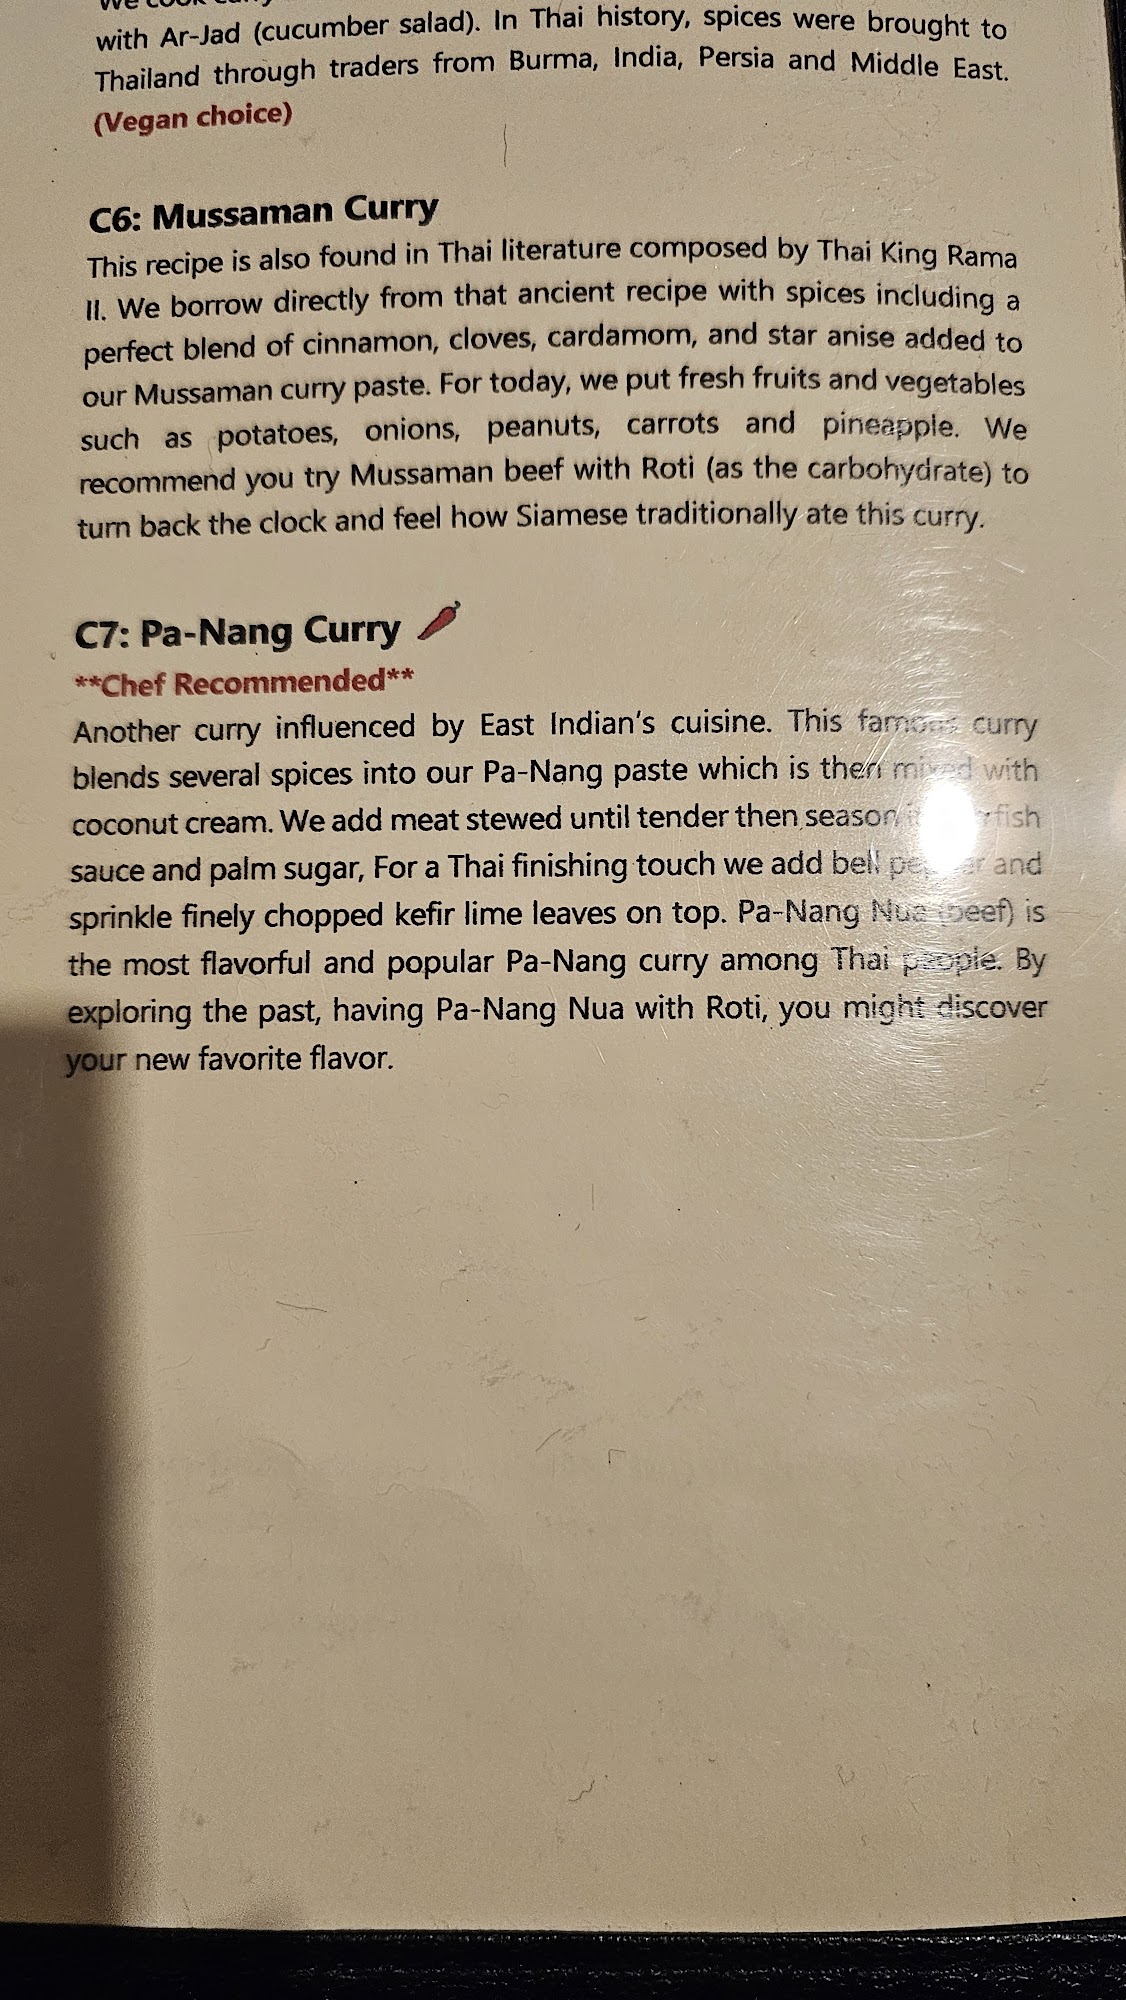 with Ar-Jad (cucumber salad). In Thai history, spices were brought to
Thailand through traders from Burma, India, Persia and Middle East.
(Vegan choice)
C6: Mussaman Curry
This recipe is also found in Thai literature composed by Thai King Rama
II. We borrow directly from that ancient recipe with spices including a
perfect blend of cinnamon, cloves, cardamom, and star anise added to
our Mussaman curry paste. For today, we put fresh fruits and vegetables
such as potatoes, onions, peanuts, carrots and pineapple. We
recommend you try Mussaman beef with Roti (as the carbohydrate) to
turn back the clock and feel how Siamese traditionally ate this curry.
C7: Pa-Nang Curry
**Chef Recommended**
Another curry influenced by East Indian's cuisine. This famous curry
blends several spices into our Pa-Nang paste which is then mixed with
coconut cream. We add meat stewed until tender then season fish
sauce and palm sugar, For a Thai finishing touch we add bell pepper and
sprinkle finely chopped kefir lime leaves on top. Pa-Nang Nua (beef) is
the most flavorful and popular Pa-Nang curry among Thai people. By
exploring the past, having Pa-Nang Nua with Roti, you might discover
your new favorite flavor.